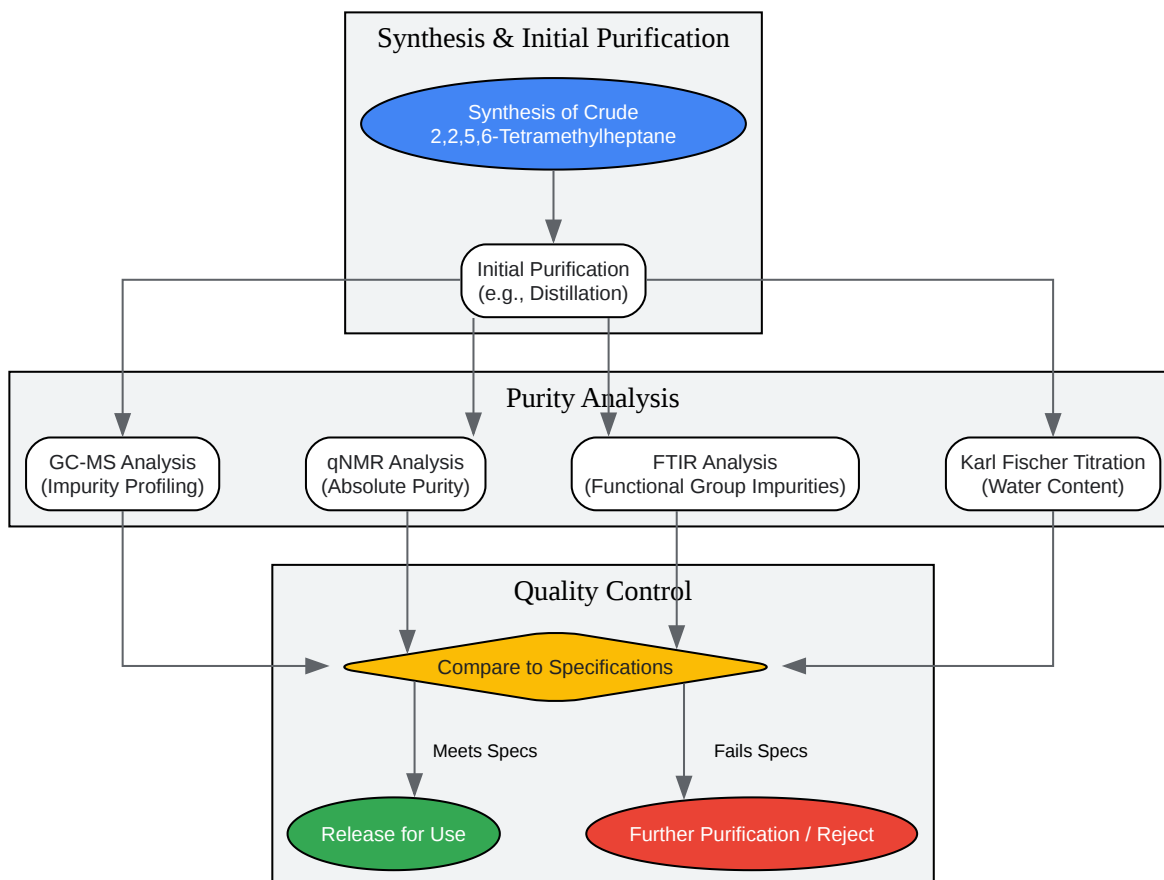 Synthesis & Initial Purification
Synthesis of Crude
2,2,5,6-Tetramethylheptane
Initial Purification
(e.g., Distillation)
Purity Analysis
GC-MS Analysis
(Impurity Profiling)
qNMR Analysis
(Absolute Purity)
FTIR Analysis
(Functional Group Impurities)
Karl Fischer Titration
(Water Content)
Quality Control
Compare to Specifications
Meets Specs
Fails Specs
Release for Use
Further Purification / Reject